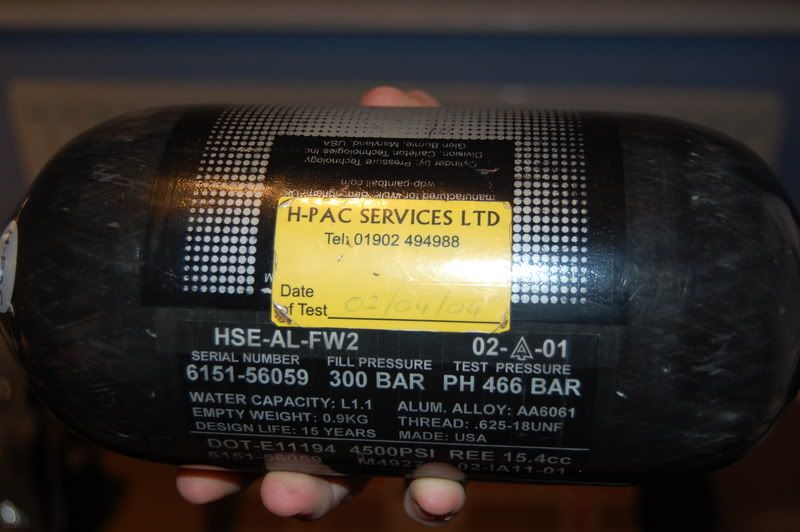 manufactured for WDP
wdp-paintball.com
Cylinder by: Pressure Technology
Division, Carleton Technologies Inc
Glen Burnie, Maryland, USA
H-PAC SERVICES LTD
Tel: 01902 494988
Date
of Test 02/04/04
HSE-AL-FW2 02-A-01
SERIAL NUMBER FILL PRESSURE TEST PRESSURE
6151-56059 300 BAR PH 466 BAR
WATER CAPACITY: L1.1 ALUM. ALLOY: AA6061
EMPTY WEIGHT: 0.9KG THREAD: .625-18UNF
DESIGN LIFE: 15 YEARS MADE: USA
DOT-E11194 4500PSI REE 15.4cc
6151-56059 02-IA11-01